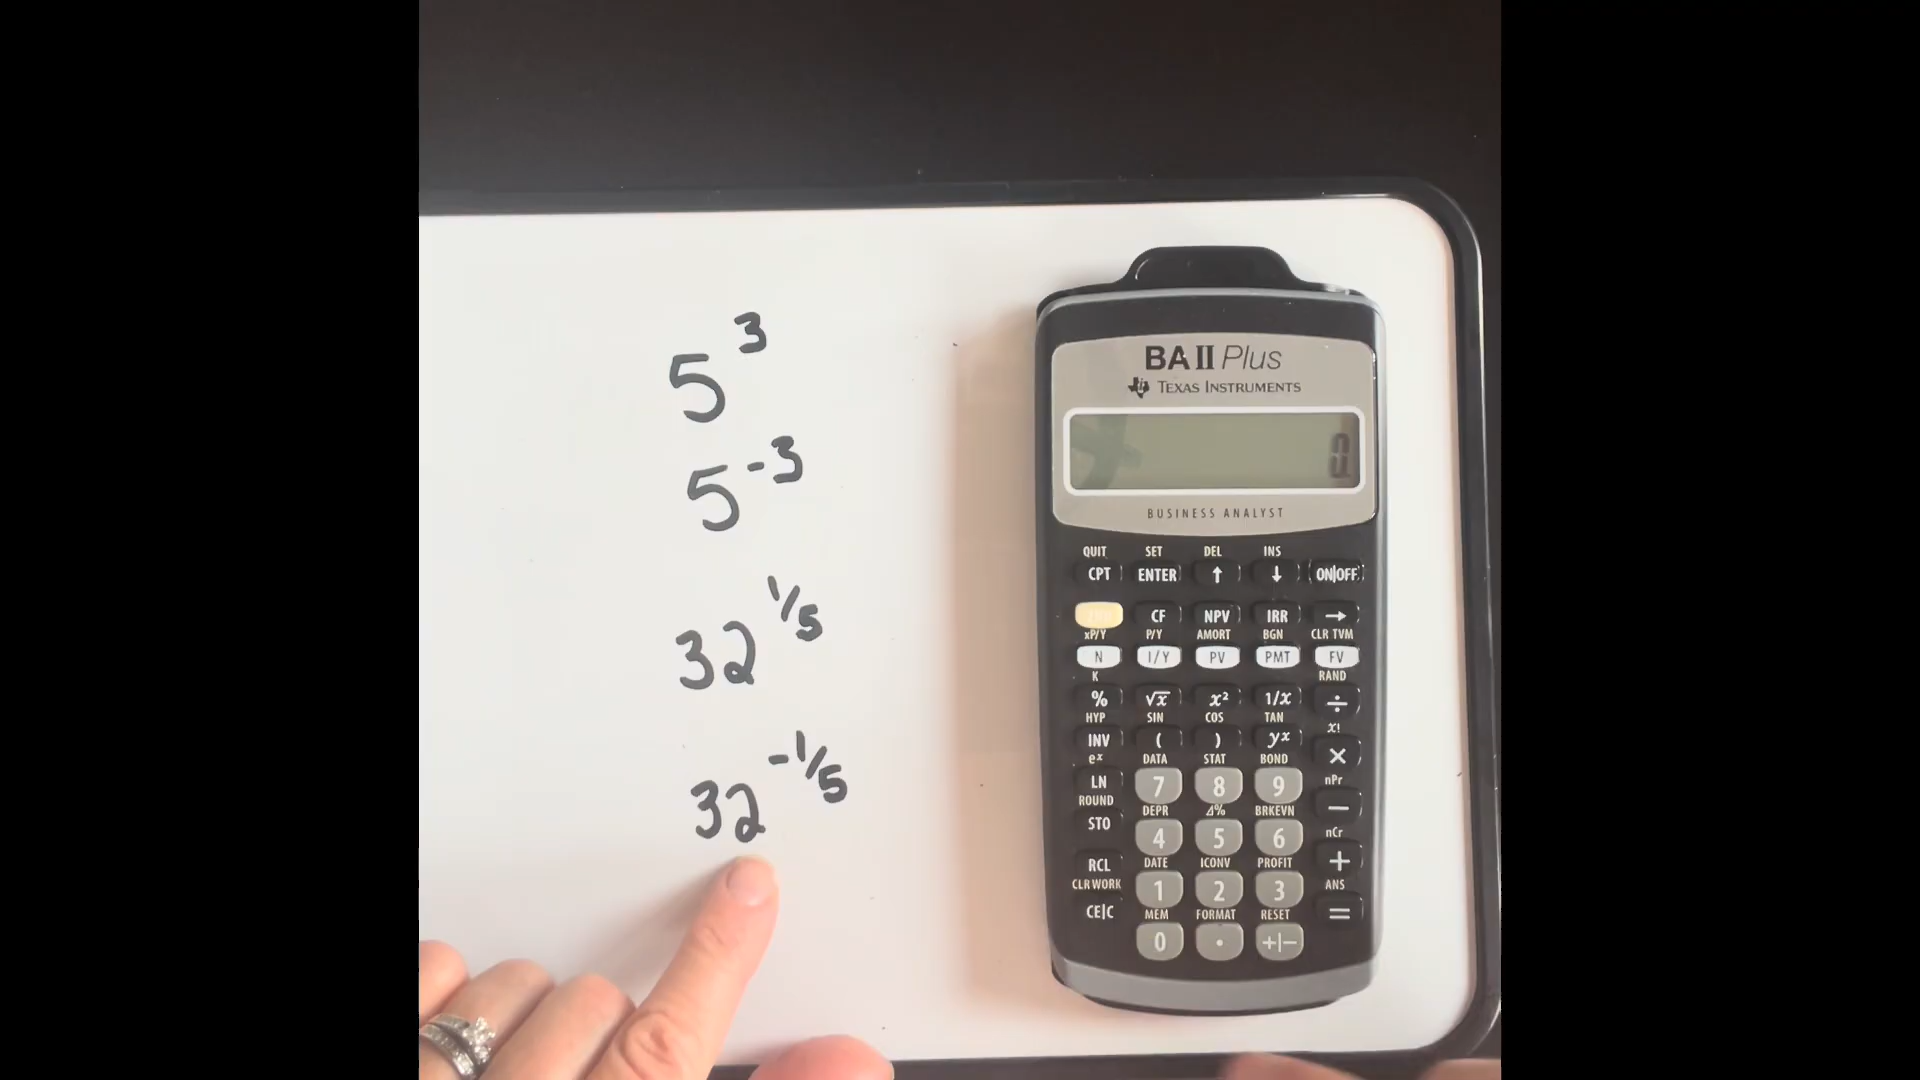 5^3
5^-3
32^1/5
32^-1/5
BA II Plus
TEXAS INSTRUMENTS
0
BUSINESS ANALYST
QUIT SET DEL INS
CPT ENTER ↑ ↓ ON|OFF
CF NPV IRR →
xP/Y P/Y AMORT BGN CLR TVM
N I/Y PV PMT FV
K RAND
% √x x² 1/x ÷
HYP SIN COS TAN x!
INV ( ) yˣ ×
eˣ DATA STAT BOND nPr
LN 7 8 9 −
ROUND DEPR Δ% BRKEVN nCr
STO 4 5 6 +
DATE ICONV PROFIT
RCL 1 2 3
CLR WORK MEM FORMAT RESET ANS
CE|C 0 . +|− =